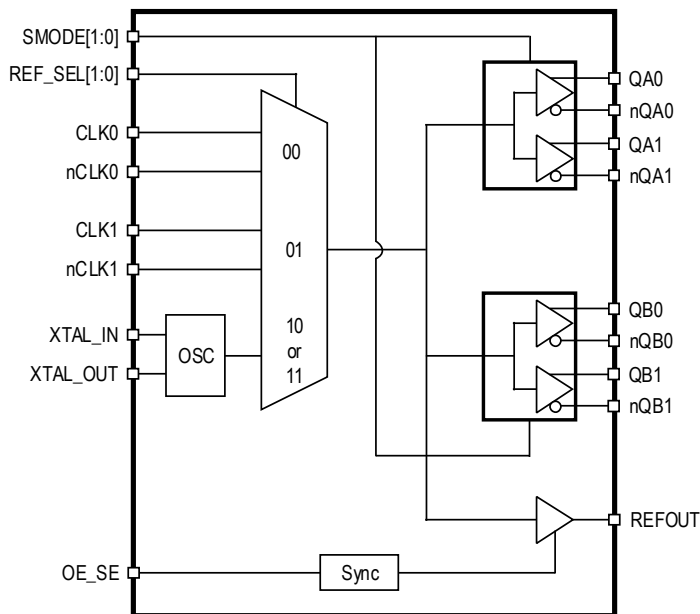 SMODE[1:0]
REF_SEL[1:0]
CLK0
nCLK0
CLK1
nCLK1
XTAL_IN
XTAL_OUT
OE_SE
OSC
00
01
10
or
11
Sync
QA0
nQA0
QA1
nQA1
QB0
nQB0
QB1
nQB1
REFOUT